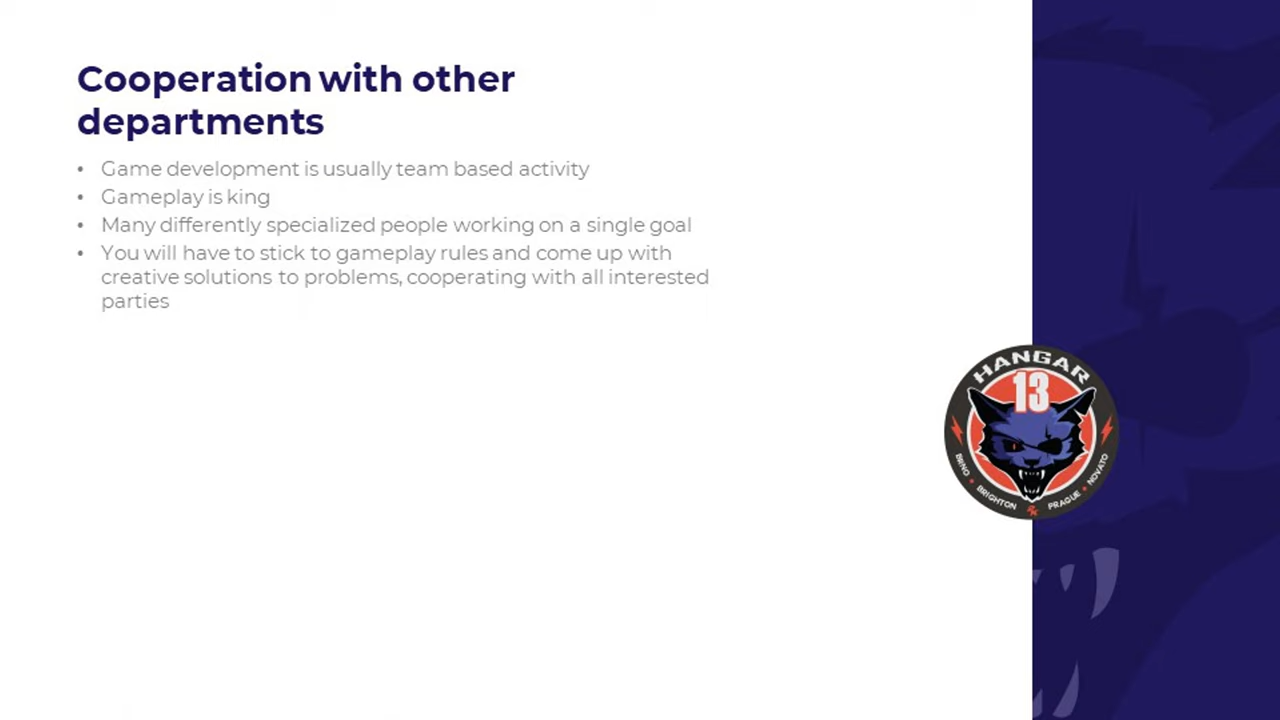 Cooperation with other
departments
• Game development is usually team based activity
• Gameplay is king
• Many differently specialized people working on a single goal
• You will have to stick to gameplay rules and come up with
creative solutions to problems, cooperating with all interested
parties
HANGAR
13
BRNO • BRIGHTON 2K PRAGUE • NOVATO